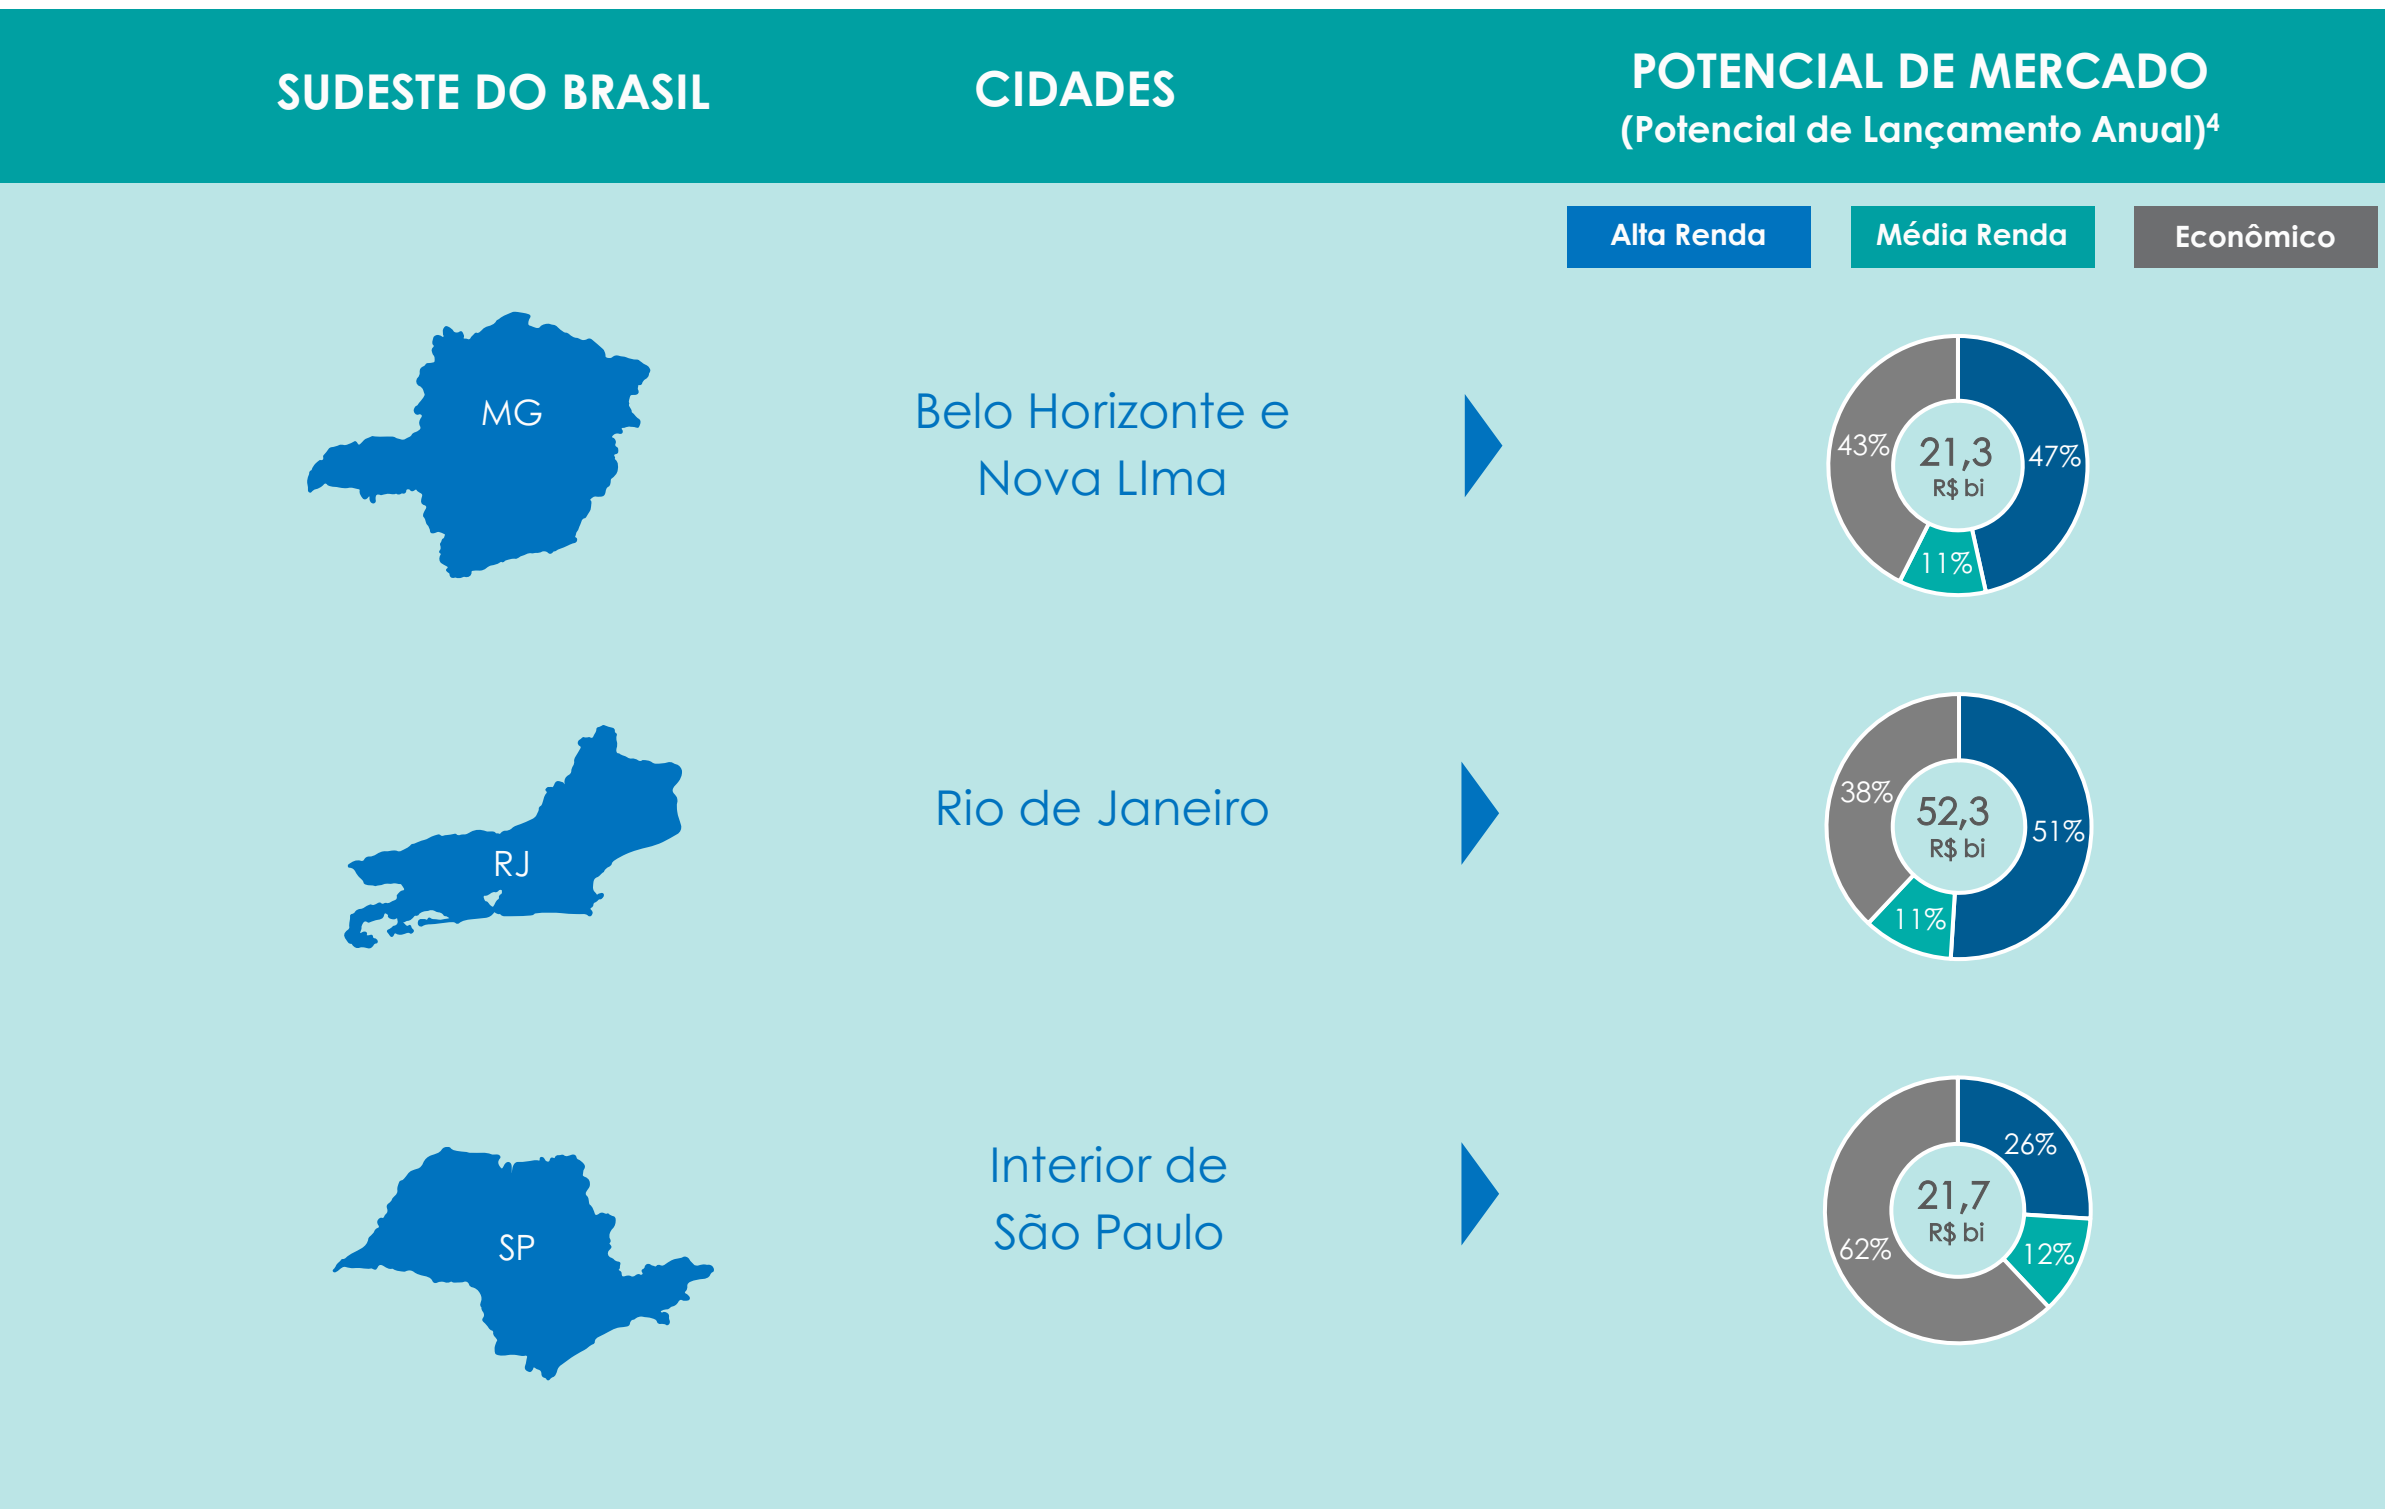 SUDESTE DO BRASIL
CIDADES
POTENCIAL DE MERCADO
(Potencial de Lançamento Anual)⁴
Alta Renda
Média Renda
Econômico
MG
Belo Horizonte e
Nova LIma
43%
21,3
R$ bi
47%
11%
RJ
Rio de Janeiro
38%
52,3
R$ bi
51%
11%
SP
Interior de
São Paulo
26%
21,7
R$ bi
62%
12%